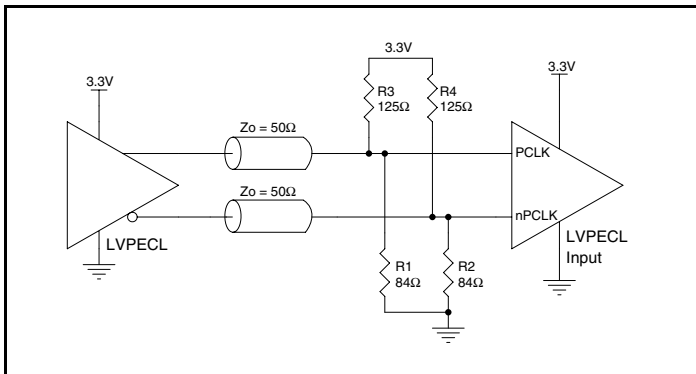 3.3V
3.3V
3.3V
R3
125Ω
R4
125Ω
Zo = 50Ω
PCLK
Zo = 50Ω
nPCLK
LVPECL
LVPECL
Input
R1
84Ω
R2
84Ω